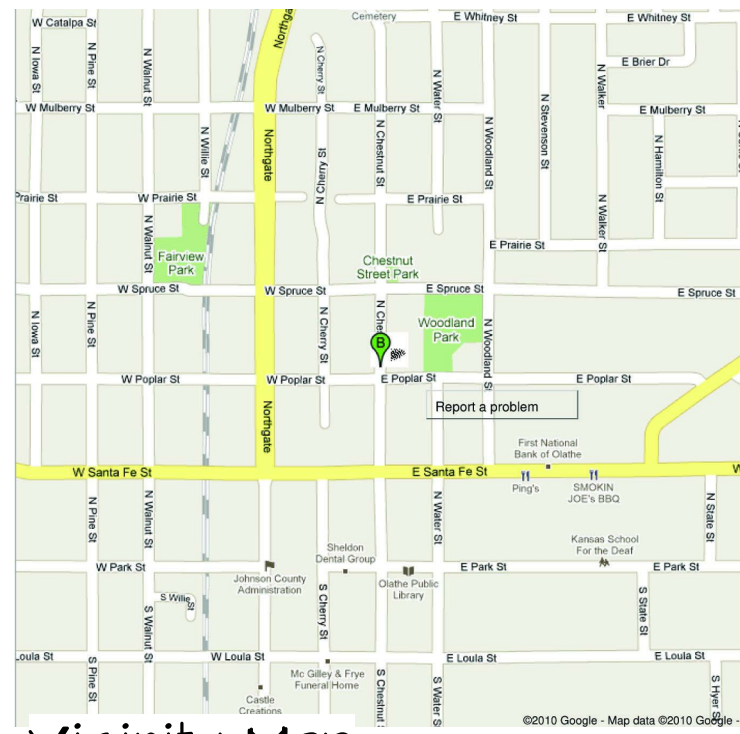 Cemetery
E Whitney St
E Whitney St
W Catalpa St
Northga
N Iowa St
N Pine St
N Walnut St
N Cherry St
N Water St
N Walker
E Brier Dr
W Mulberry St
W Mulberry St
E Mulberry St
E Mulberry St
N Willie St
Northgate
N Cherry St
N Chestnut St
N Woodland St
N Stevenson St
N Hamilton St
Prairie St
W Prairie St
E Prairie St
N Walnut St
N Walker St
E Prairie St
Fairview
Park
Chestnut
Street Park
W Spruce St
W Spruce St
E Spruce St
E Spruce St
N Iowa St
N Pine St
N Cherry St
N Che
Woodland
Park
N Woodland St
B
W Poplar St
W Poplar St
E Poplar St
E Poplar St
Report a problem
Northgate
First National
Bank of Olathe
W Santa Fe St
E Santa Fe St
W
Ping's
SMOKIN
JOE's BBQ
N Pine St
N Walnut St
N Water St
N State St
Sheldon
Dental Group
Kansas School
For the Deaf
W Park St
E Park St
E Park St
Johnson County
Administration
Olathe Public
Library
S Willie St
S Walnut St
S Cherry St
S State St
Loula St
W Loula St
E Loula St
E Loula St
S Pine St
Mc Gilley & Frye
Funeral Home
S Chestnut St
S Water S
S Hyer S
Castle
Creations
©2010 Google - Map data ©2010 Google -
Vicinity Map